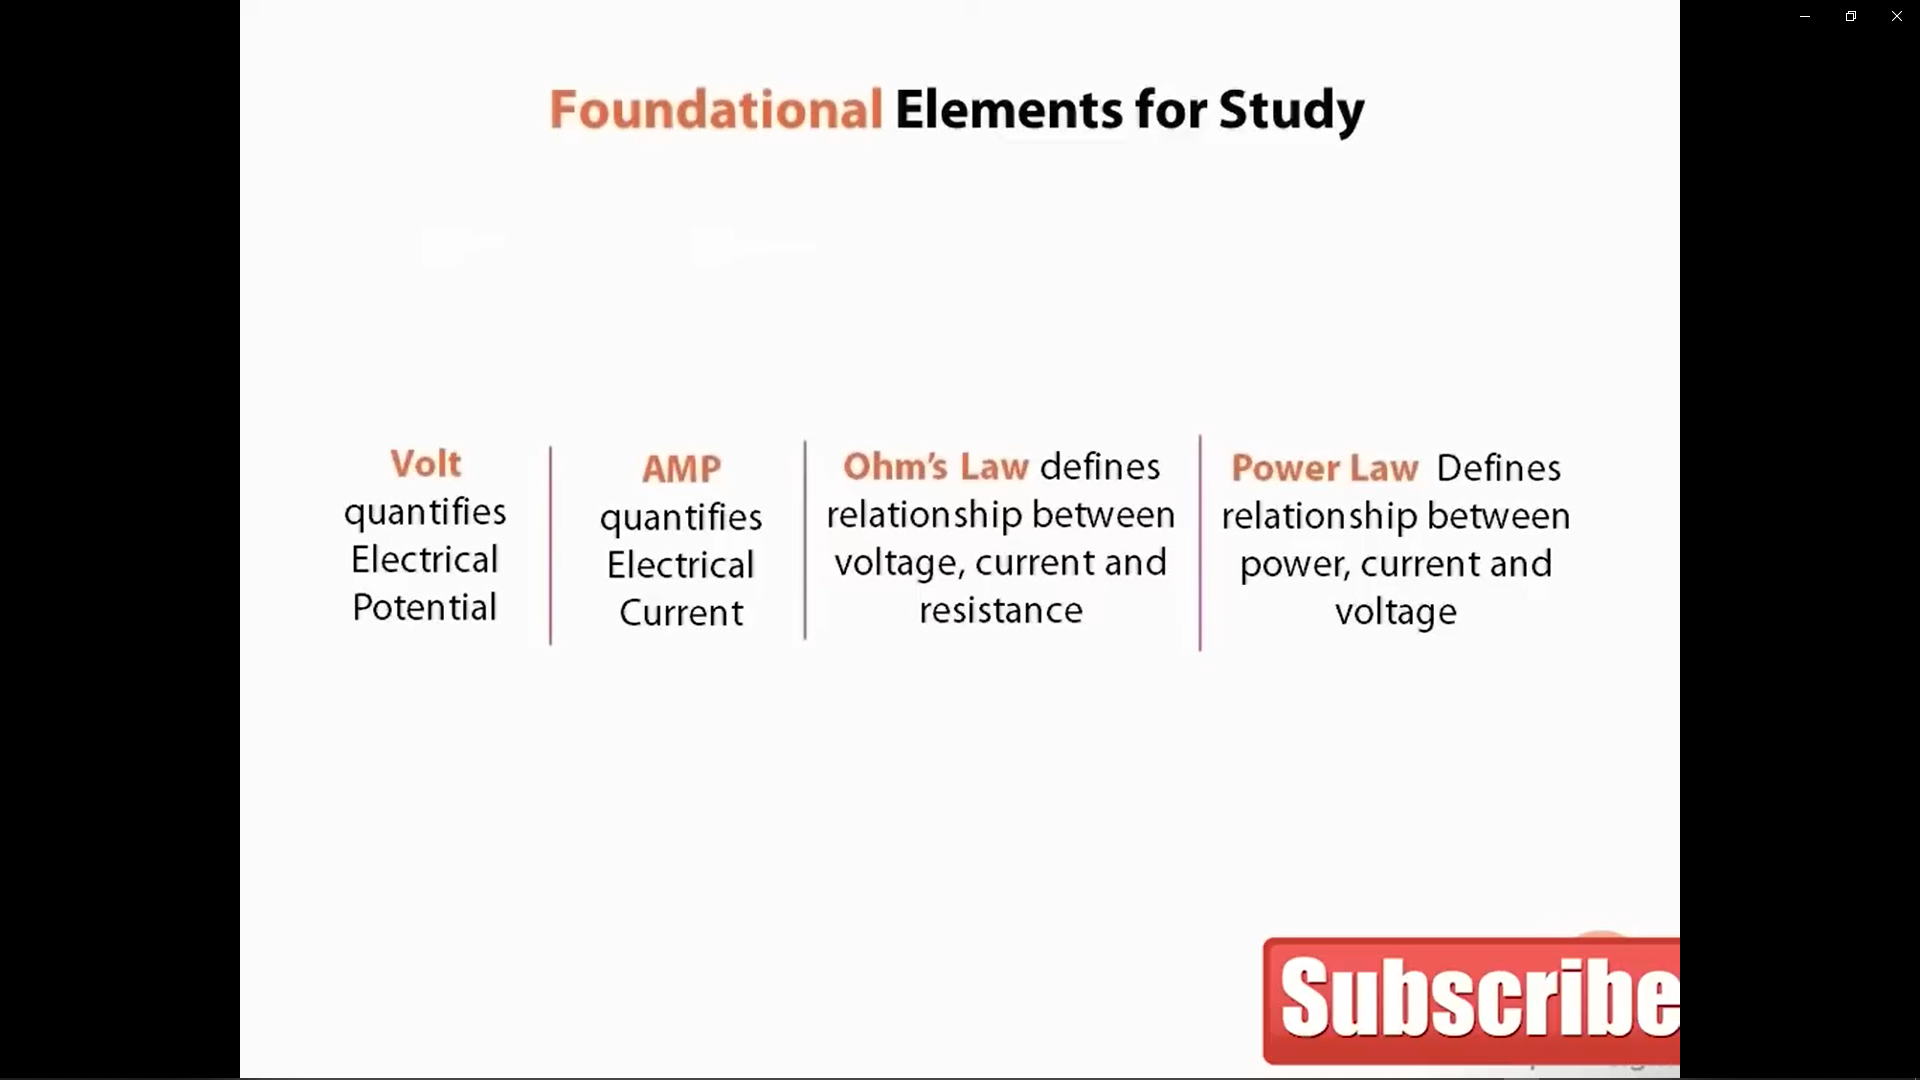 Foundational Elements for Study
Volt
quantifies
Electrical
Potential
AMP
quantifies
Electrical
Current
Ohm's Law defines
relationship between
voltage, current and
resistance
Power Law Defines
relationship between
power, current and
voltage
Subscribe